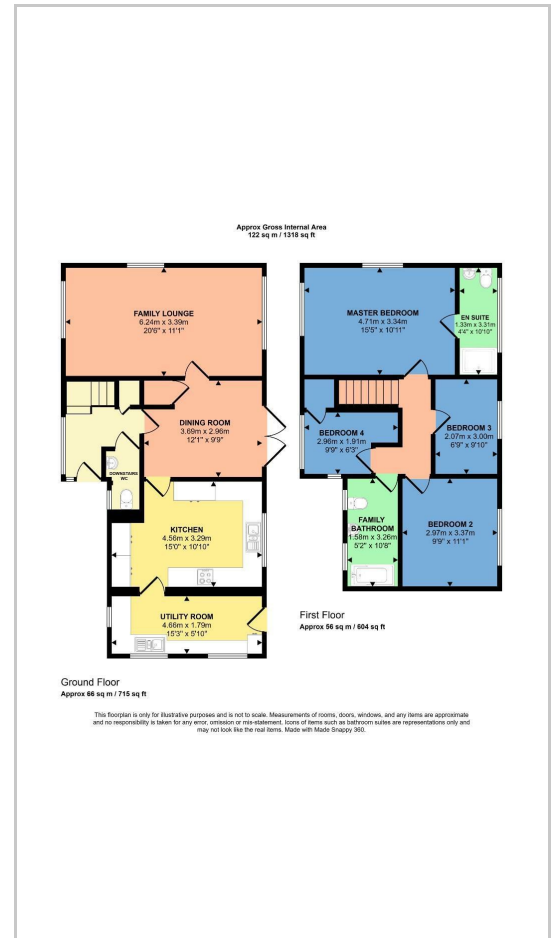 Approx Gross Internal Area
122 sq m / 1318 sq ft
FAMILY LOUNGE
6.24m x 3.39m
20'6" x 11'1"
DINING ROOM
3.69m x 2.96m
12'1" x 9'9"
DOWNSTAIRS
WC
KITCHEN
4.56m x 3.29m
15'0" x 10'10"
UTILITY ROOM
4.66m x 1.79m
15'3" x 5'10"
Ground Floor
Approx 66 sq m / 715 sq ft
MASTER BEDROOM
4.71m x 3.34m
15'5" x 10'11"
EN SUITE
1.33m x 3.31m
4'4" x 10'10"
BEDROOM 4
2.96m x 1.91m
9'9" x 6'3"
BEDROOM 3
2.07m x 3.00m
6'9" x 9'10"
FAMILY
BATHROOM
1.58m x 3.26m
5'2" x 10'8"
BEDROOM 2
2.97m x 3.37m
9'9" x 11'1"
First Floor
Approx 56 sq m / 604 sq ft
This floorplan is only for illustrative purposes and is not to scale. Measurements of rooms, doors, windows, and any items are approximate
and no responsibility is taken for any error, omission or mis-statement. Icons of items such as bathroom suites are representations only and
may not look like the real items. Made with Made Snappy 360.